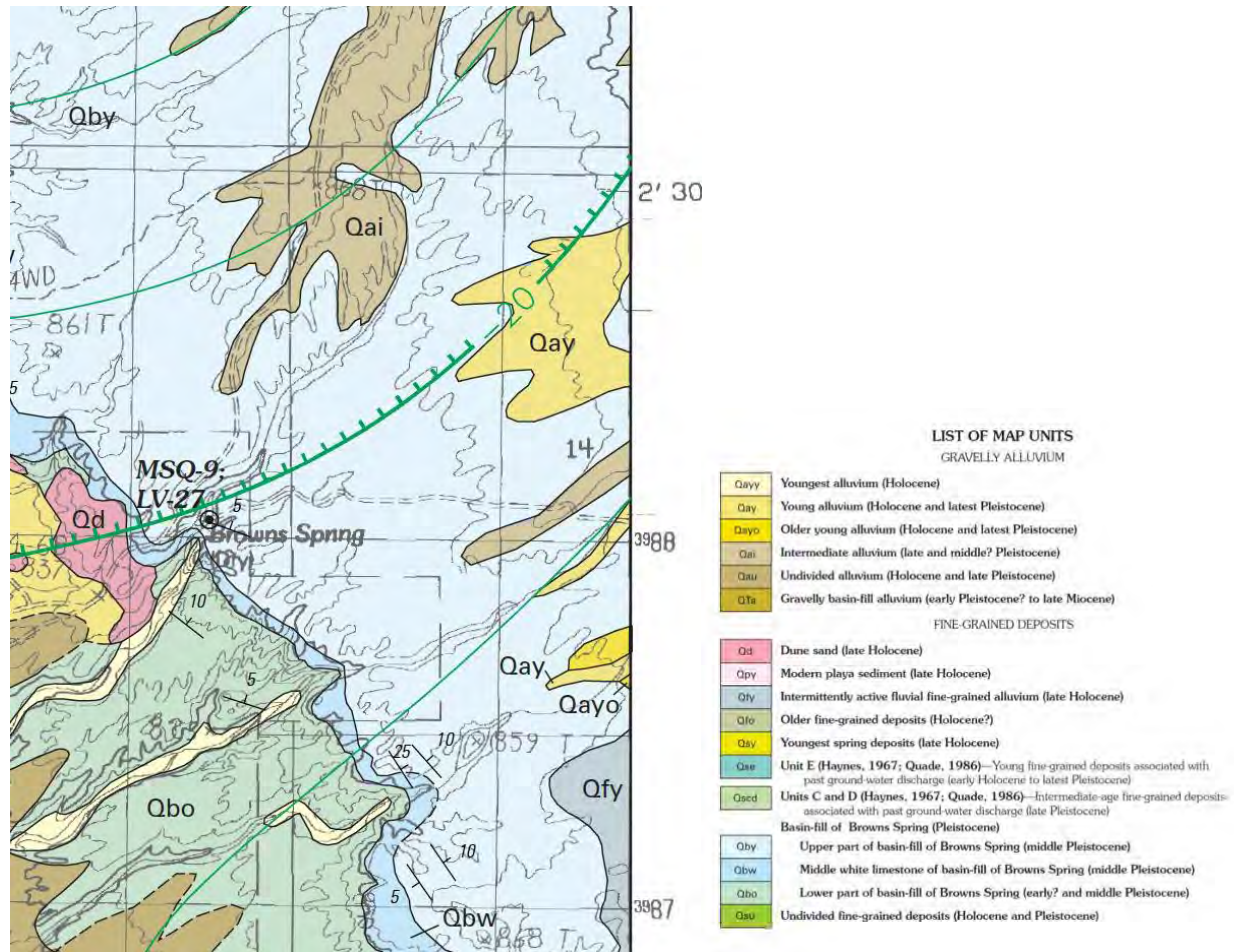 Qby
2' 30
868 T
Qai
4WD
861 T
20
Qay
5
14
MSQ-9;
LV-27
5
Qd
Browns Spring
(Dry)
3988
837
10
Qay
5
Qayo
10
859 T
25
Qfy
Qbo
10
5
3987
Qbw
868 T
LIST OF MAP UNITS
GRAVELLY ALLUVIUM
Qayy Youngest alluvium (Holocene)
Qay Young alluvium (Holocene and latest Pleistocene)
Qayo Older young alluvium (Holocene and latest Pleistocene)
Qai Intermediate alluvium (late and middle? Pleistocene)
Qau Undivided alluvium (Holocene and late Pleistocene)
QTa Gravelly basin-fill alluvium (early Pleistocene? to late Miocene)
FINE-GRAINED DEPOSITS
Qd Dune sand (late Holocene)
Qpy Modern playa sediment (late Holocene)
Qfy Intermittently active fluvial fine-grained alluvium (late Holocene)
Qfo Older fine-grained deposits (Holocene?)
Qsy Youngest spring deposits (late Holocene)
Qse Unit E (Haynes, 1967; Quade, 1986)—Young fine-grained deposits associated with
past ground-water discharge (early Holocene to latest Pleistocene)
Qscd Units C and D (Haynes, 1967; Quade, 1986)—Intermediate-age fine-grained deposits
associated with past ground-water discharge (late Pleistocene)
Basin-fill of Browns Spring (Pleistocene)
Qby Upper part of basin-fill of Browns Spring (middle Pleistocene)
Qbw Middle white limestone of basin-fill of Browns Spring (middle Pleistocene)
Qbo Lower part of basin-fill of Browns Spring (early? and middle Pleistocene)
Qsu Undivided fine-grained deposits (Holocene and Pleistocene)